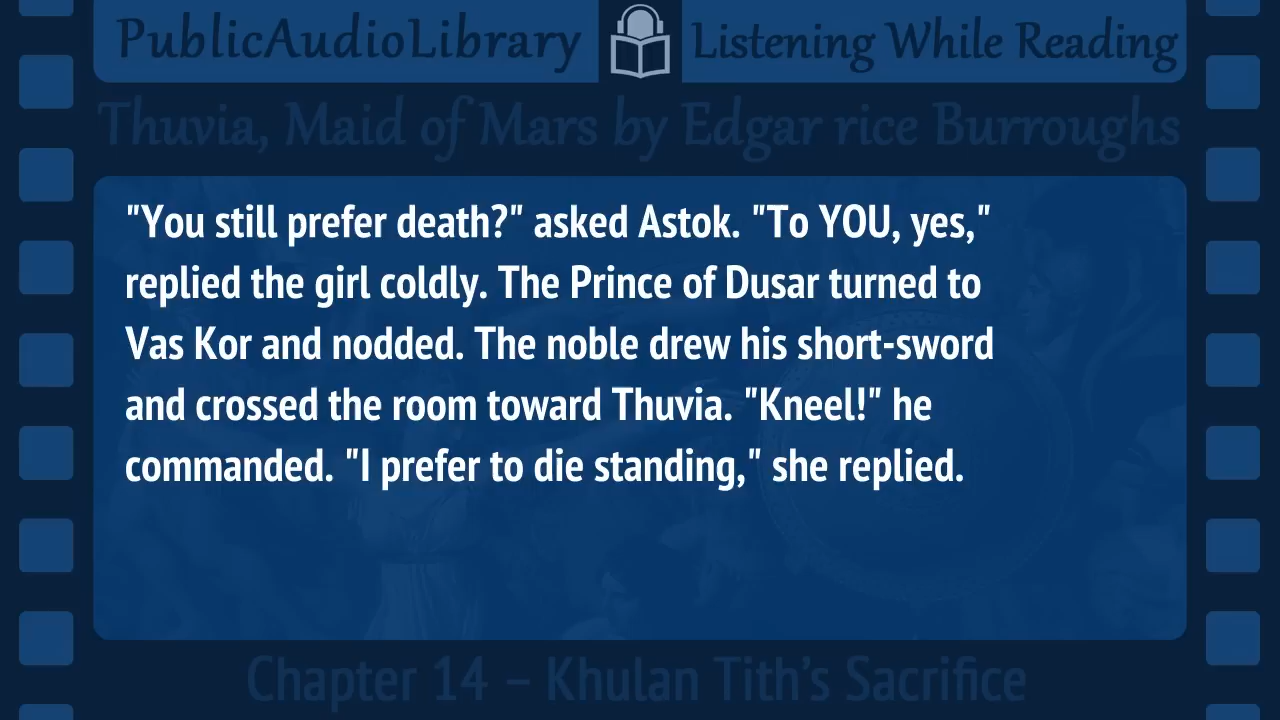 PublicAudioLibrary Listening While Reading
Thuvia, Maid of Mars by Edgar rice Burroughs
"You still prefer death?" asked Astok. "To YOU, yes,"
replied the girl coldly. The Prince of Dusar turned to
Vas Kor and nodded. The noble drew his short-sword
and crossed the room toward Thuvia. "Kneel!" he
commanded. "I prefer to die standing," she replied.
Chapter 14 – Khulan Tith’s Sacrifice